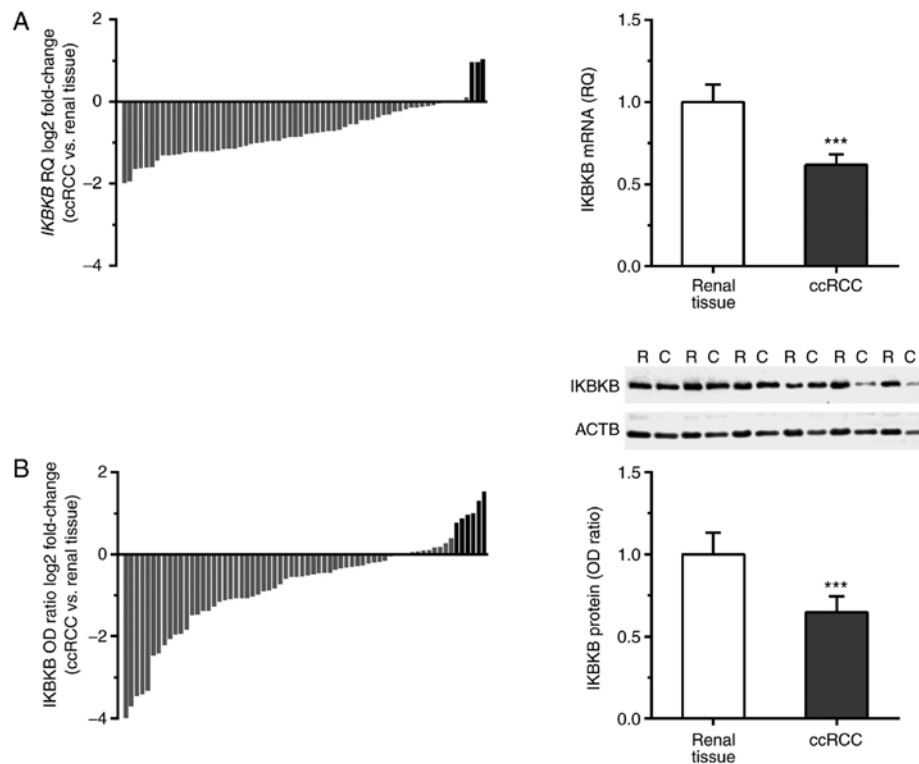 A
IKBKB RQ log2 fold-change
(ccRCC vs. renal tissue)
2
0
−2
−4
IKBKB mRNA (RQ)
1.5
1.0
0.5
0.0
***
Renal
tissue
ccRCC
R C R C R C R C R C R C
IKBKB
ACTB
B
IKBKB OD ratio log2 fold-change
(ccRCC vs. renal tissue)
2
0
−2
−4
IKBKB protein (OD ratio)
1.5
1.0
0.5
0.0
***
Renal
tissue
ccRCC